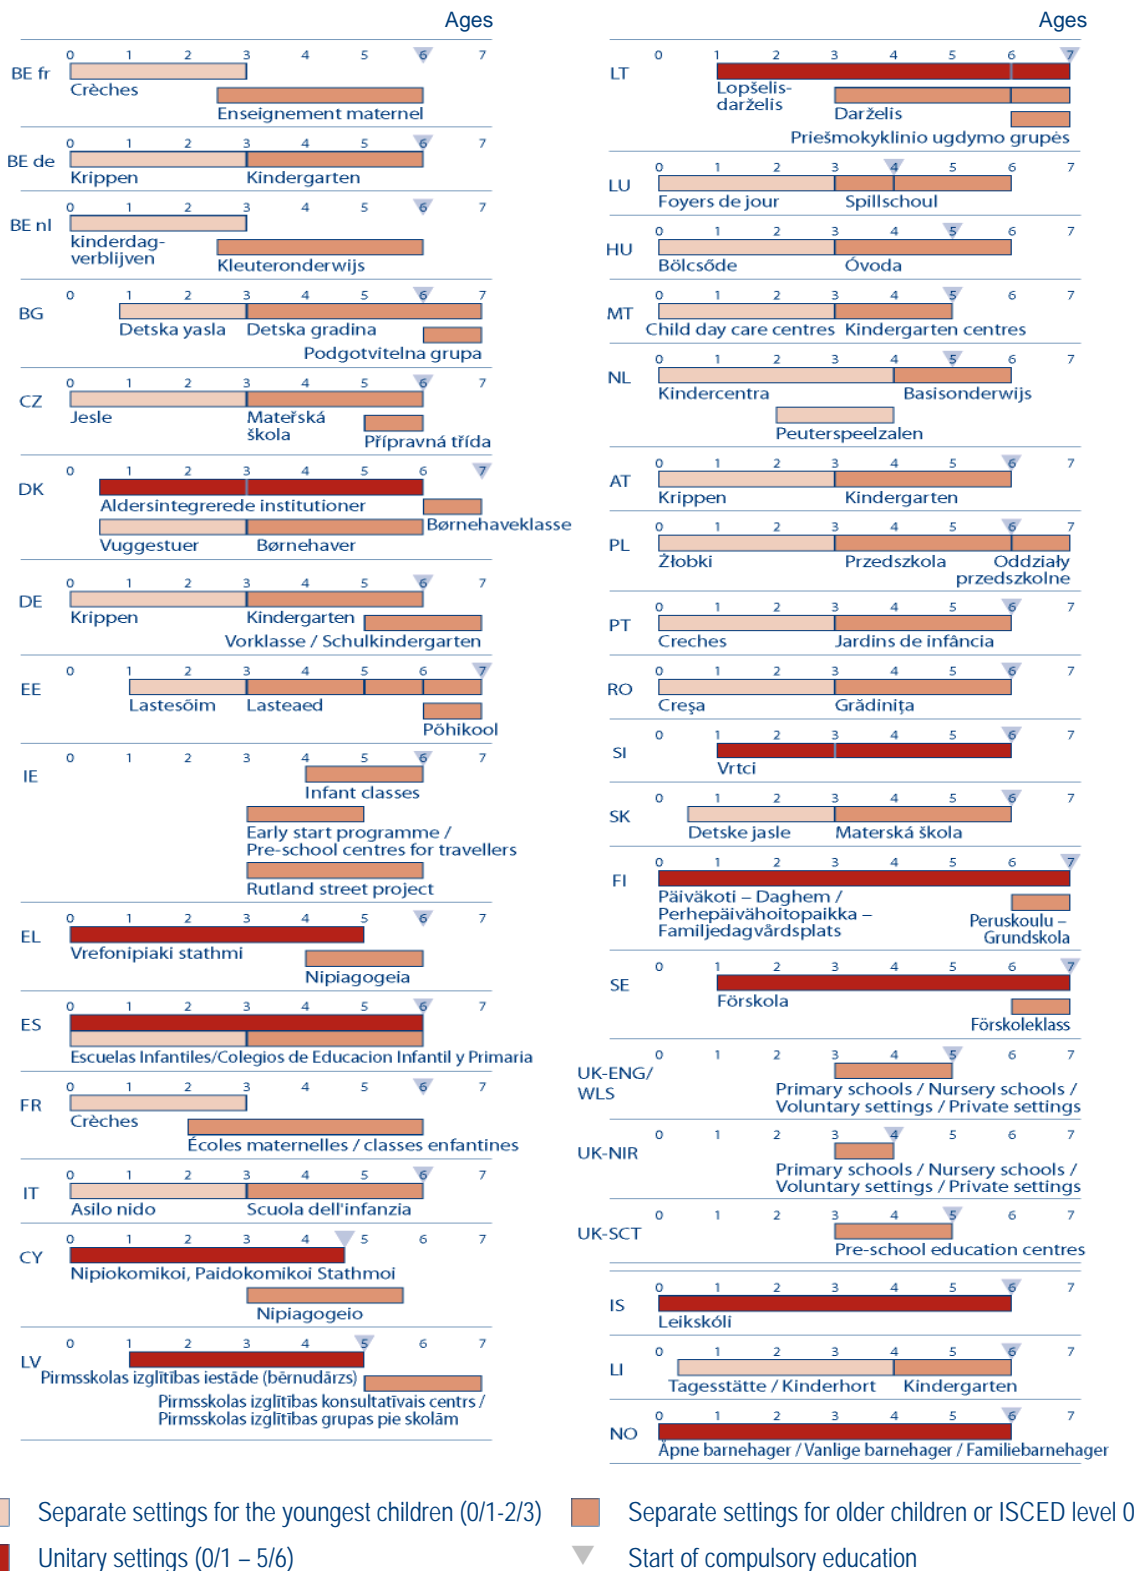 Ages
0 1 2 3 4 5 6 7
BE fr
Crèches
Enseignement maternel
0 1 2 3 4 5 6 7
BE de
Krippen Kindergarten
0 1 2 3 4 5 6 7
BE nl
kinderdag-
verblijven
Kleuteronderwijs
0 1 2 3 4 5 6 7
BG
Detska yasla Detska gradina
Podgotvitelna grupa
0 1 2 3 4 5 6 7
CZ
Jesle Mateřská
škola
Přípravná třída
0 1 2 3 4 5 6 7
DK
Aldersintegrerede institutioner
Børnehaveklasse
Vuggestuer Børnehaver
0 1 2 3 4 5 6 7
DE
Krippen Kindergarten
Vorklasse / Schulkindergarten
0 1 2 3 4 5 6 7
EE
Lastesõim Lasteaed
Põhikool
0 1 2 3 4 5 6 7
IE
Infant classes
Early start programme /
Pre-school centres for travellers
Rutland street project
0 1 2 3 4 5 6 7
EL
Vrefonipiaki stathmi
Nipiagogeia
0 1 2 3 4 5 6 7
ES
Escuelas Infantiles/Colegios de Educacion Infantil y Primaria
0 1 2 3 4 5 6 7
FR
Crèches
Écoles maternelles / classes enfantines
0 1 2 3 4 5 6 7
IT
Asilo nido Scuola dell'infanzia
0 1 2 3 4 5 6 7
CY
Nipiokomikoi, Paidokomikoi Stathmoi
Nipiagogeio
0 1 2 3 4 5 6 7
LV
Pirmsskolas izglītības iestāde (bērnudārzs)
Pirmsskolas izglītības konsultatīvais centrs /
Pirmsskolas izglītības grupas pie skolām
Ages
0 1 2 3 4 5 6 7
LT
Lopšelis-
darželis
Darželis
Priešmokyklinio ugdymo grupės
0 1 2 3 4 5 6 7
LU
Foyers de jour Spillschoul
0 1 2 3 4 5 6 7
HU
Bölcsőde Óvoda
0 1 2 3 4 5 6 7
MT
Child day care centres Kindergarten centres
0 1 2 3 4 5 6 7
NL
Kindercentra Basisonderwijs
Peuterspeelzalen
0 1 2 3 4 5 6 7
AT
Krippen Kindergarten
0 1 2 3 4 5 6 7
PL
Żłobki Przedszkola Oddziały
przedszkolne
0 1 2 3 4 5 6 7
PT
Creches Jardins de infância
0 1 2 3 4 5 6 7
RO
Creşa Grădiniţa
0 1 2 3 4 5 6 7
SI
Vrtci
0 1 2 3 4 5 6 7
SK
Detske jasle Materská škola
0 1 2 3 4 5 6 7
FI
Päiväkoti – Daghem /
Perhepäivähoitopaikka –
Familjedagvårdsplats
Peruskoulu –
Grundskola
0 1 2 3 4 5 6 7
SE
Förskola
Förskoleklass
0 1 2 3 4 5 6 7
UK-ENG/
WLS
Primary schools / Nursery schools /
Voluntary settings / Private settings
0 1 2 3 4 5 6 7
UK-NIR
Primary schools / Nursery schools /
Voluntary settings / Private settings
0 1 2 3 4 5 6 7
UK-SCT
Pre-school education centres
0 1 2 3 4 5 6 7
IS
Leikskóli
0 1 2 3 4 5 6 7
LI
Tagesstätte / Kinderhort Kindergarten
0 1 2 3 4 5 6 7
NO
Åpne barnehager / Vanlige barnehager / Familiebarnehager
Separate settings for the youngest children (0/1-2/3)
Separate settings for older children or ISCED level 0
Unitary settings (0/1 – 5/6)
Start of compulsory education